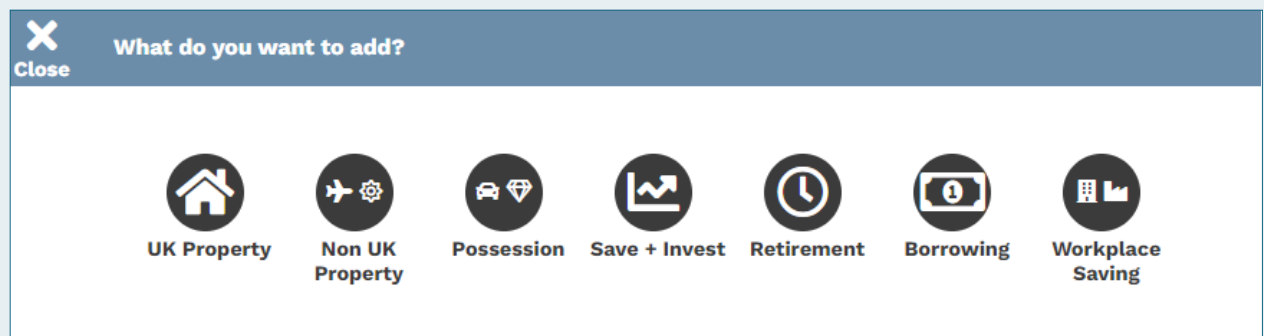 What do you want to add?
Close
UK Property
Non UK
Property
Possession
Save + Invest
Retirement
1
Borrowing
Workplace
Saving